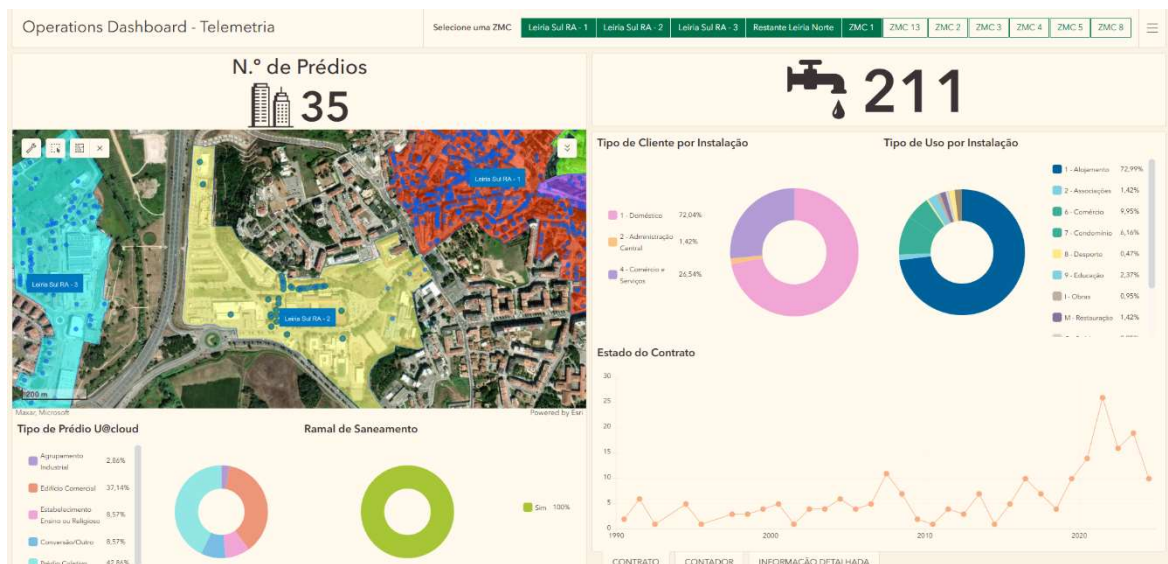 Operations Dashboard - Telemetria
Selecione uma ZMC
Leiria Sul RA - 1
Leiria Sul RA - 2
Leiria Sul RA - 3
Restante Leiria Norte
ZMC 1
ZMC 13
ZMC 2
ZMC 3
ZMC 4
ZMC 5
ZMC 8
N.º de Prédios
35
211
Leiria Sul RA - 1
Leiria Sul RA - 3
Leiria Sul RA - 2
200 m
Maxar, Microsoft
Powered by Esri
Tipo de Prédio U@cloud
Agrupamento
Industrial
2,86%
Edifício Comercial 37,14%
Estabelecimento
Ensino ou Religioso
8,57%
Conversão/Outro 8,57%
Prédio Coletivo 42,86%
Ramal de Saneamento
Sim 100%
Tipo de Cliente por Instalação
1 - Doméstico 72,04%
2 - Administração
Central
1,42%
4 - Comércio e
Serviços
26,54%
Tipo de Uso por Instalação
1 - Alojamento 72,99%
2 - Associações 1,42%
6 - Comércio 9,95%
7 - Condomínio 6,16%
8 - Desporto 0,47%
9 - Educação 2,37%
I - Obras 0,95%
M - Restauração 1,42%
Estado do Contrato
30
25
20
15
10
5
0
1990
2000
2010
2020
CONTRATO
CONTADOR
INFORMAÇÃO DETALHADA